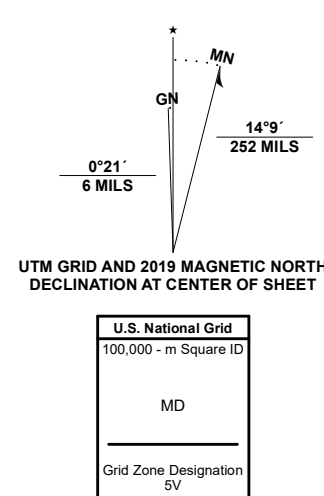 ★
MN
GN
14°9´
252 MILS
0°21´
6 MILS
UTM GRID AND 2019 MAGNETIC NORTH
DECLINATION AT CENTER OF SHEET
U.S. National Grid
100,000 - m Square ID
MD
Grid Zone Designation
5V